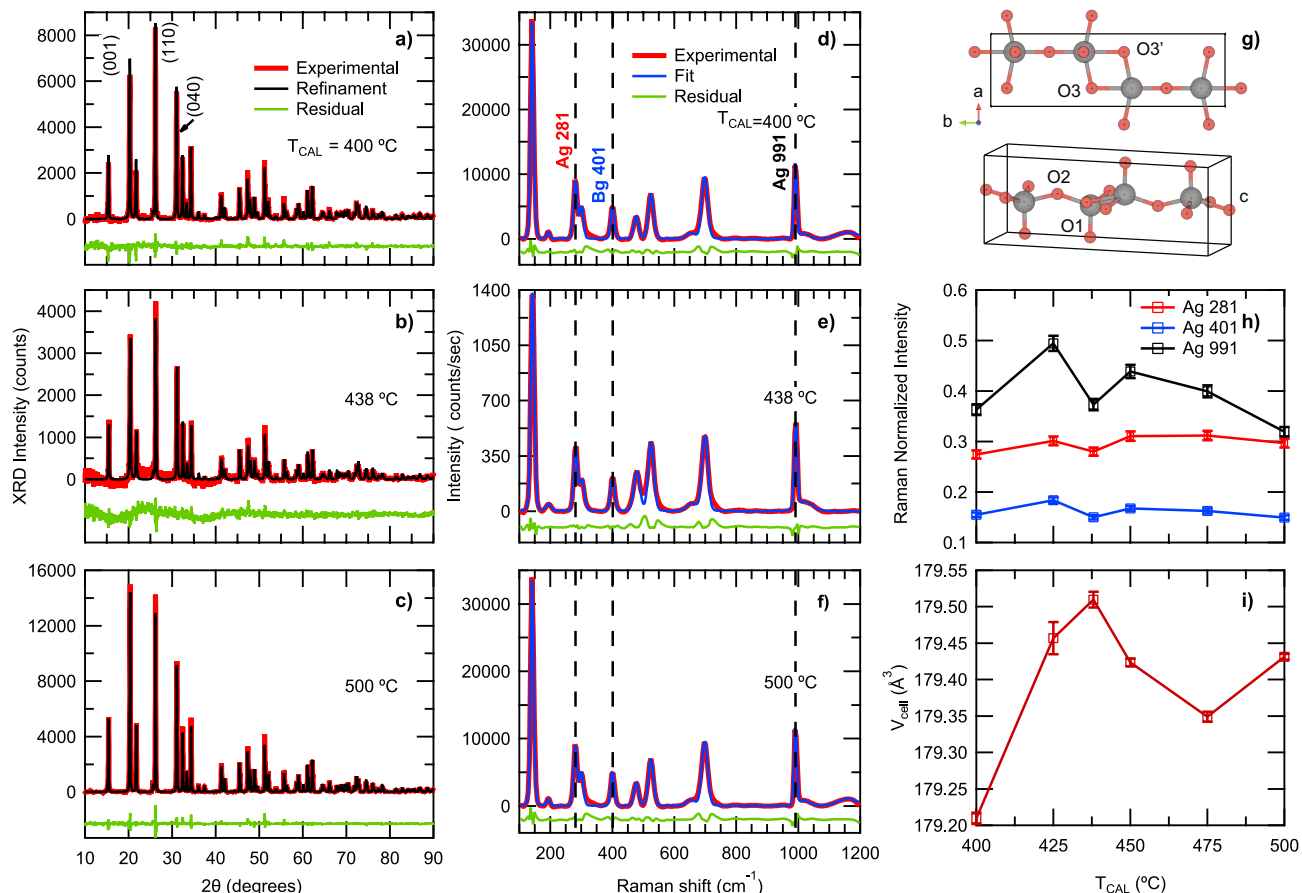 a)
8000
6000
4000
2000
0
(001)
(110)
(040)
Experimental
Refinement
Residual
T_CAL = 400 ºC
b)
4000
3000
2000
1000
0
438 ºC
XRD Intensity (counts)
c)
16000
12000
8000
4000
0
500 ºC
10 20 30 40 50 60 70 80 90
2θ (degrees)
d)
30000
20000
10000
0
Experimental
Fit
Residual
T_CAL=400 ºC
Ag 281
Bg 401
Ag 991
e)
1400
1050
700
350
0
438 ºC
Intensity ( counts/sec)
f)
30000
20000
10000
0
500 ºC
200 400 600 800 1000 1200
Raman shift (cm⁻¹)
g)
O3'
O3
a
b
O2
O1
c
h)
0.6
0.5
0.4
0.3
0.2
0.1
Ag 281
Ag 401
Ag 991
Raman Normalized Intensity
400 425 450 475 500
i)
179.55
179.50
179.45
179.40
179.35
179.30
179.25
179.20
V_cell (Å³)
400 425 450 475 500
T_CAL (ºC)